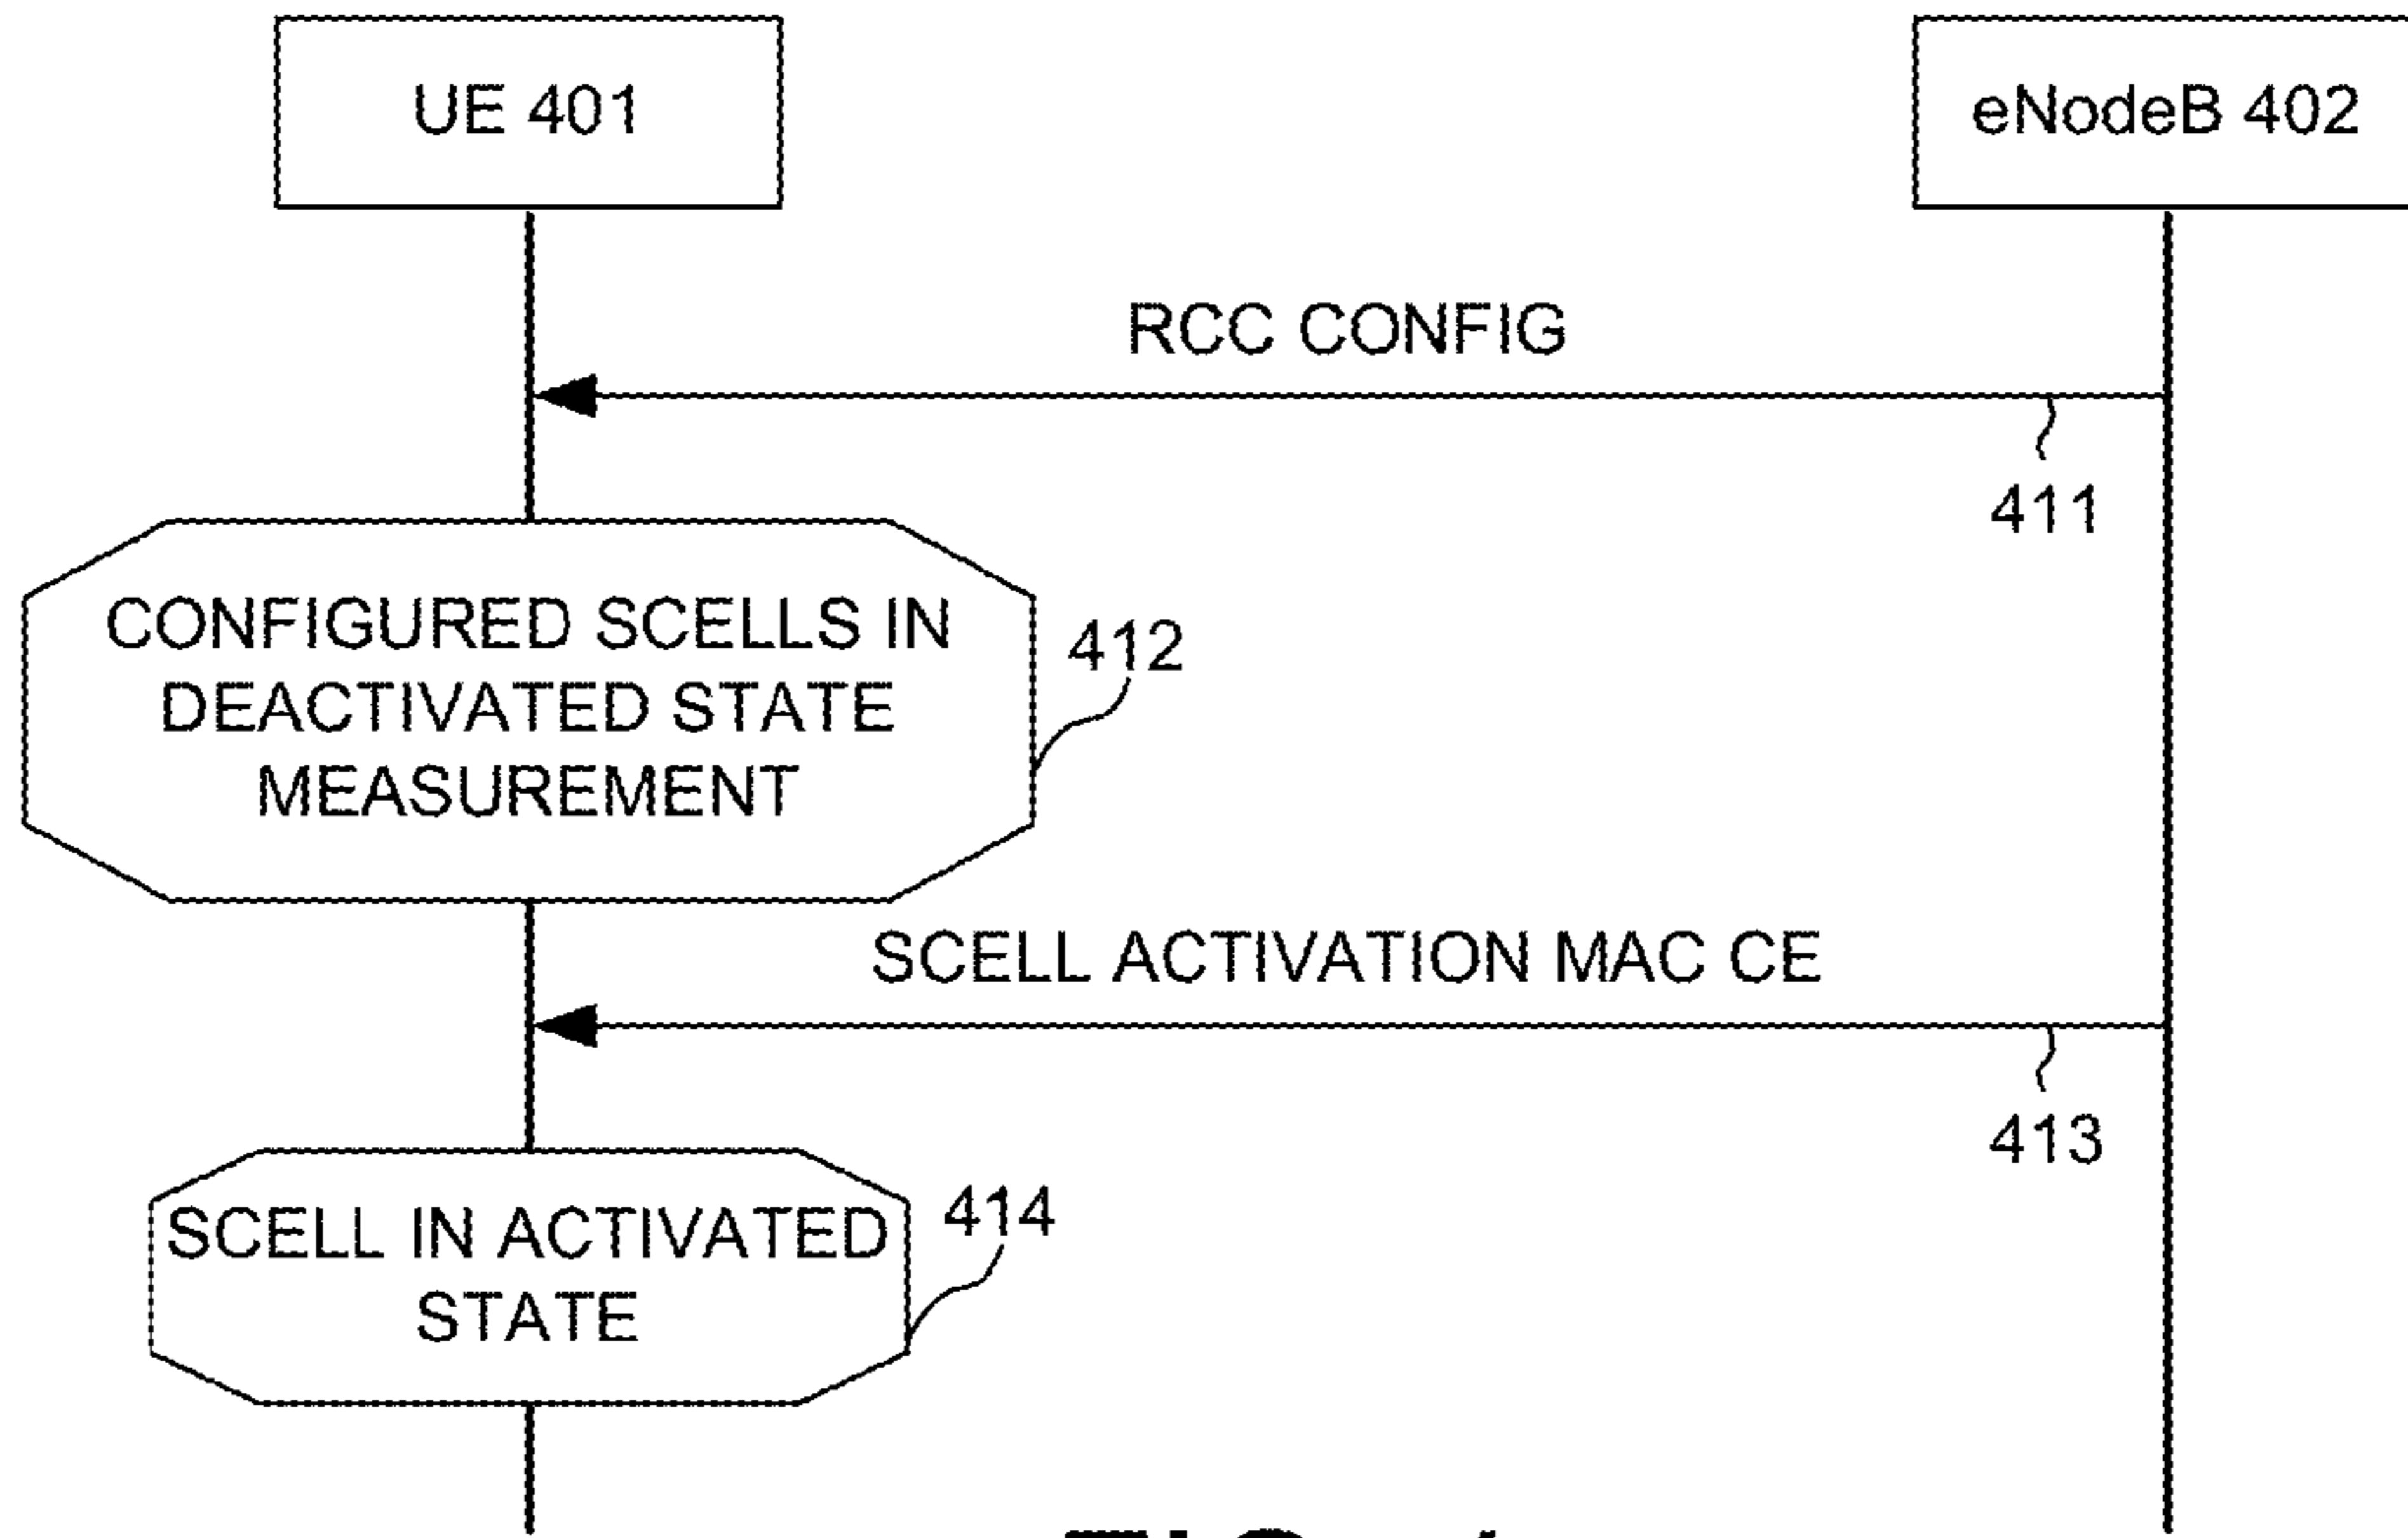 UE 401
eNodeB 402
RCC CONFIG
411
CONFIGURED SCELLS IN
DEACTIVATED STATE
MEASUREMENT
412
SCELL ACTIVATION MAC CE
413
SCELL IN ACTIVATED
STATE
414